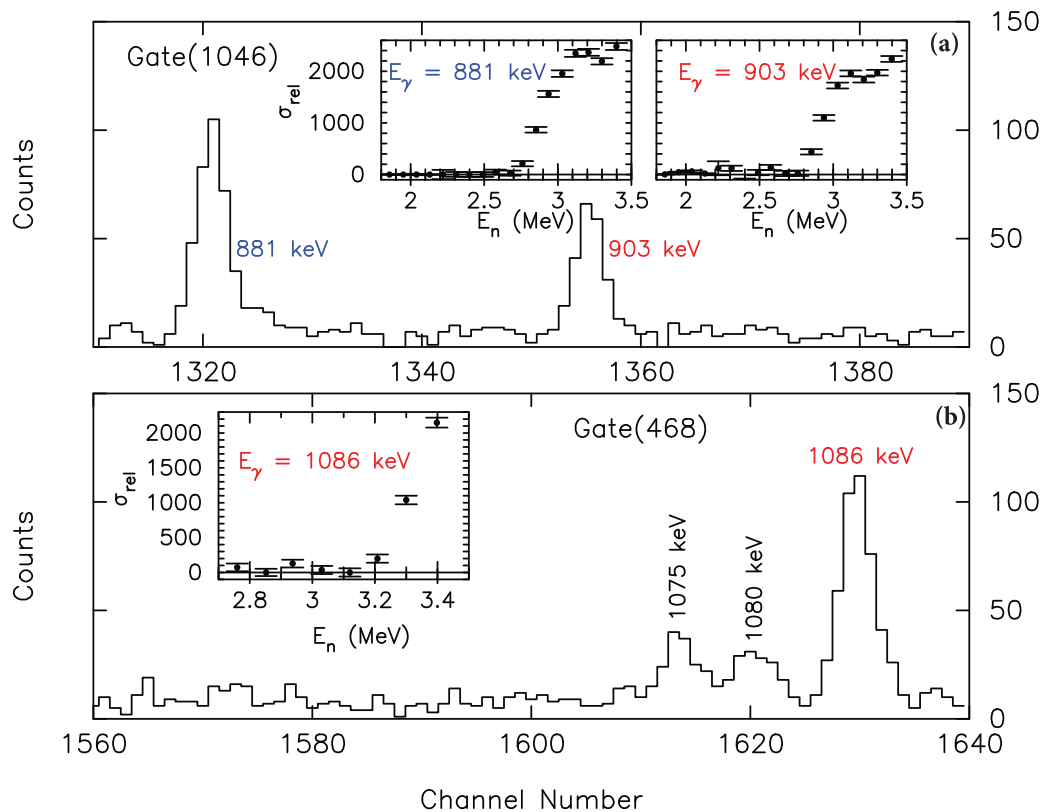 Gate(1046)
(a)
E_γ = 881 keV
σ_rel
2000
1000
0
2
2.5
3
3.5
E_n (MeV)
E_γ = 903 keV
2
2.5
3
3.5
E_n (MeV)
881 keV
903 keV
Counts
150
100
50
0
1320
1340
1360
1380
Gate(468)
(b)
E_γ = 1086 keV
σ_rel
2000
1500
1000
500
0
2.8
3
3.2
3.4
E_n (MeV)
1075 keV
1080 keV
1086 keV
Counts
150
100
50
0
1560
1580
1600
1620
1640
Channel Number